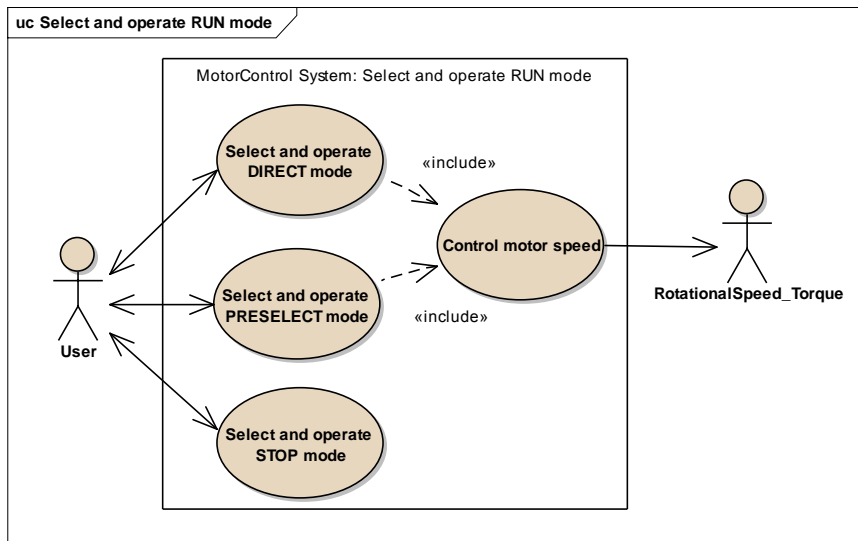 uc Select and operate RUN mode
MotorControl System: Select and operate RUN mode
Select and operate
DIRECT mode
«include»
Control motor speed
Select and operate
PRESELECT mode
«include»
Select and operate
STOP mode
User
RotationalSpeed_Torque